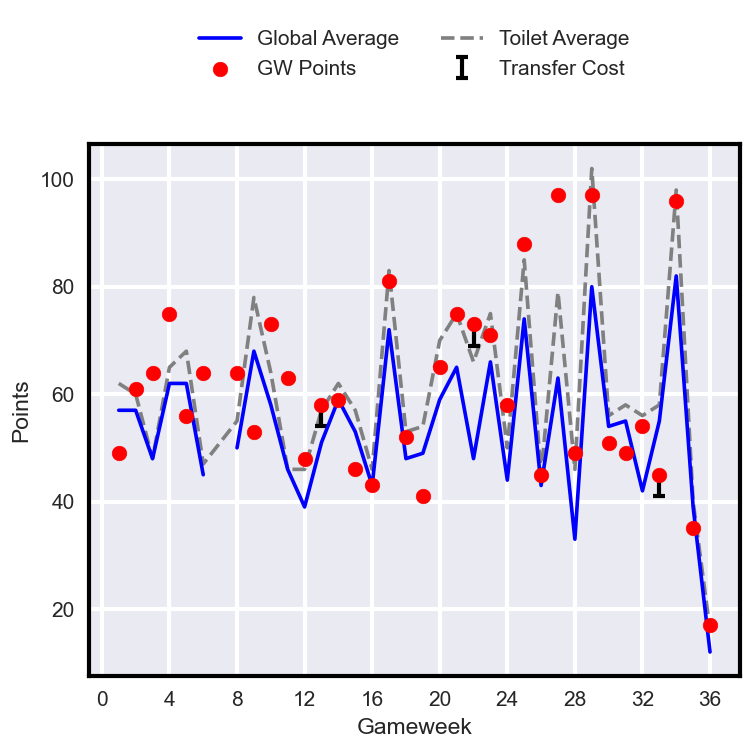 Global Average Toilet Average
GW Points Transfer Cost
100
80
60
40
20
Points
0 4 8 12 16 20 24 28 32 36
Gameweek